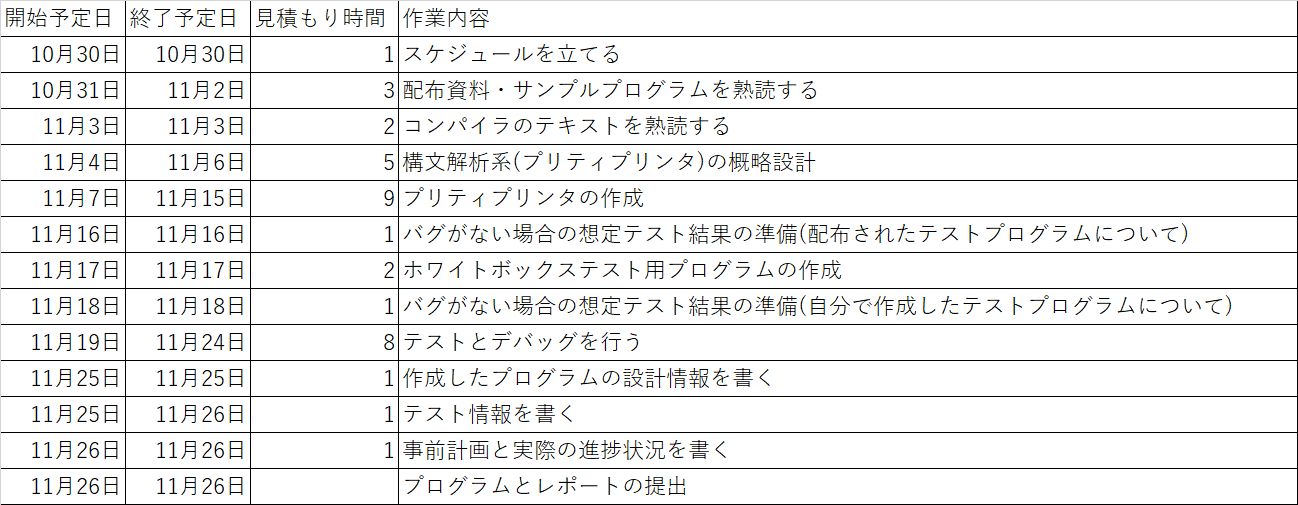 開始予定日 終了予定日 見積もり時間 作業内容
10月30日 10月30日 1 スケジュールを立てる
10月31日 11月2日 3 配布資料・サンプルプログラムを熟読する
11月3日 11月3日 2 コンパイラのテキストを熟読する
11月4日 11月6日 5 構文解析系(プリティプリンタ)の概略設計
11月7日 11月15日 9 プリティプリンタの作成
11月16日 11月16日 1 バグがない場合の想定テスト結果の準備(配布されたテストプログラムについて)
11月17日 11月17日 2 ホワイトボックステスト用プログラムの作成
11月18日 11月18日 1 バグがない場合の想定テスト結果の準備(自分で作成したテストプログラムについて)
11月19日 11月24日 8 テストとデバッグを行う
11月25日 11月25日 1 作成したプログラムの設計情報を書く
11月25日 11月26日 1 テスト情報を書く
11月26日 11月26日 1 事前計画と実際の進捗状況を書く
11月26日 11月26日 プログラムとレポートの提出